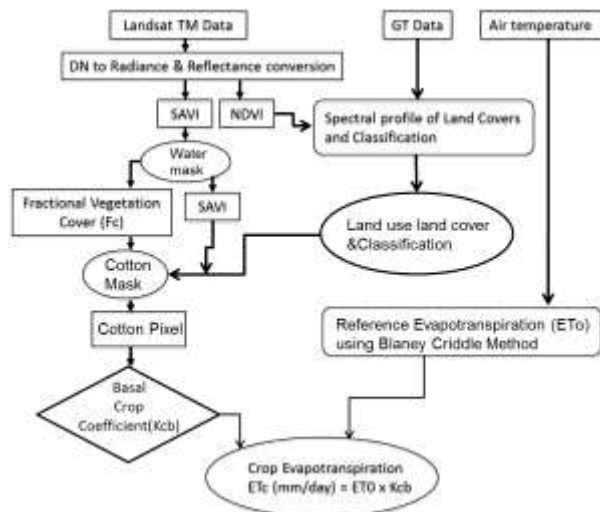 Landsat TM Data
GT Data
Air temperature
DN to Radiance & Reflectance conversion
SAVI
NDVI
Spectral profile of Land Covers
and Classification
Water
mask
Fractional Vegetation
Cover (Fc)
SAVI
Land use land cover
&Classification
Cotton
Mask
Cotton Pixel
Reference Evapotranspiration (ETo)
using Blaney Criddle Method
Basal
Crop
Coefficient(Kcb)
Crop Evapotranspiration
ETc (mm/day) = ET0 x Kcb